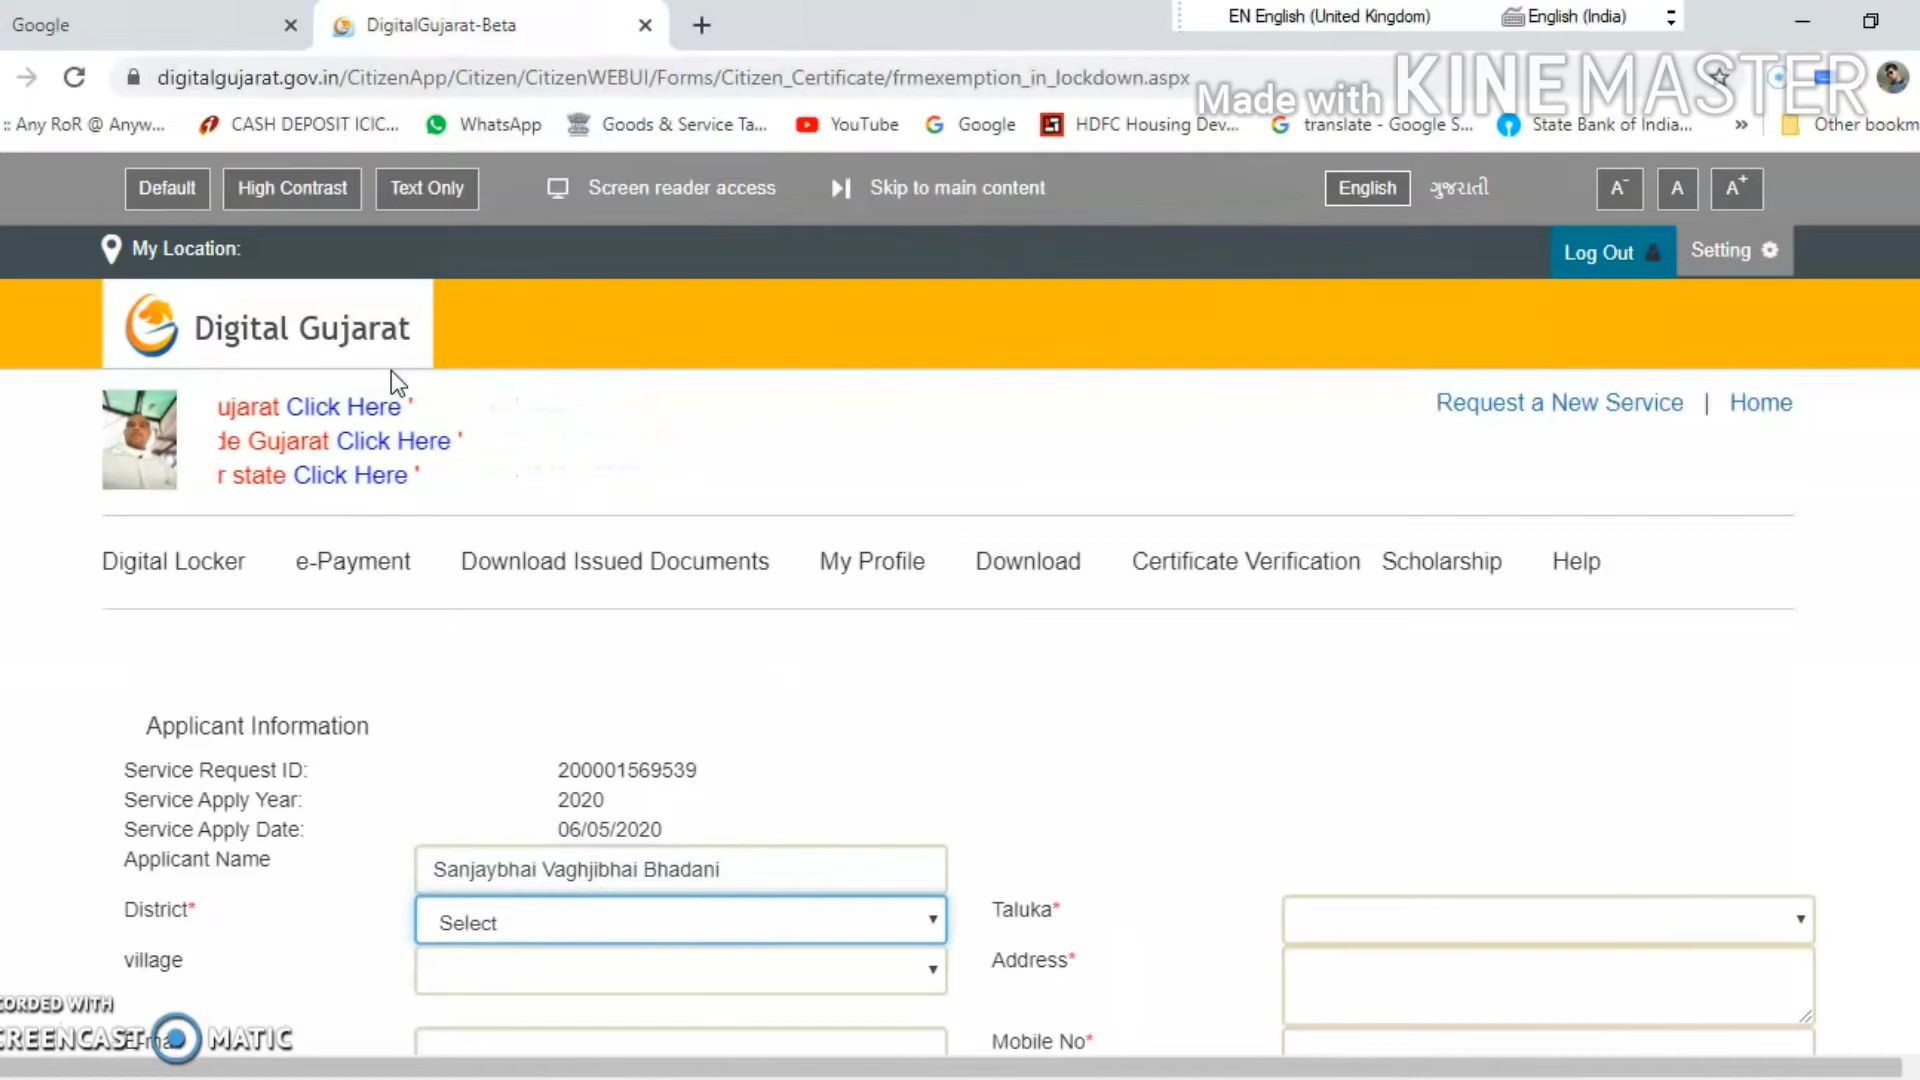 Google
DigitalGujarat-Beta
EN English (United Kingdom)
English (India)
digitalgujarat.gov.in/CitizenApp/Citizen/CitizenWEBUI/Forms/Citizen_Certificate/frmexemption_in_lockdown.aspx
Made with KINEMASTER
:: Any RoR @ Anyw...
CASH DEPOSIT ICIC...
WhatsApp
Goods & Service Ta...
YouTube
Google
HDFC Housing Dev...
translate - Google S...
State Bank of India...
»
Other bookm
Default
High Contrast
Text Only
Screen reader access
Skip to main content
English
ગુજરાતી
A-
A
A+
My Location:
Log Out
Setting
Digital Gujarat
ujarat Click Here '
de Gujarat Click Here '
r state Click Here '
Request a New Service | Home
Digital Locker
e-Payment
Download Issued Documents
My Profile
Download
Certificate Verification
Scholarship
Help
Applicant Information
Service Request ID: 200001569539
Service Apply Year: 2020
Service Apply Date: 06/05/2020
Applicant Name Sanjaybhai Vaghjibhai Bhadani
District* Select
Taluka*
village
Address*
Mobile No*
CORDED WITH
CREENCAST MATIC